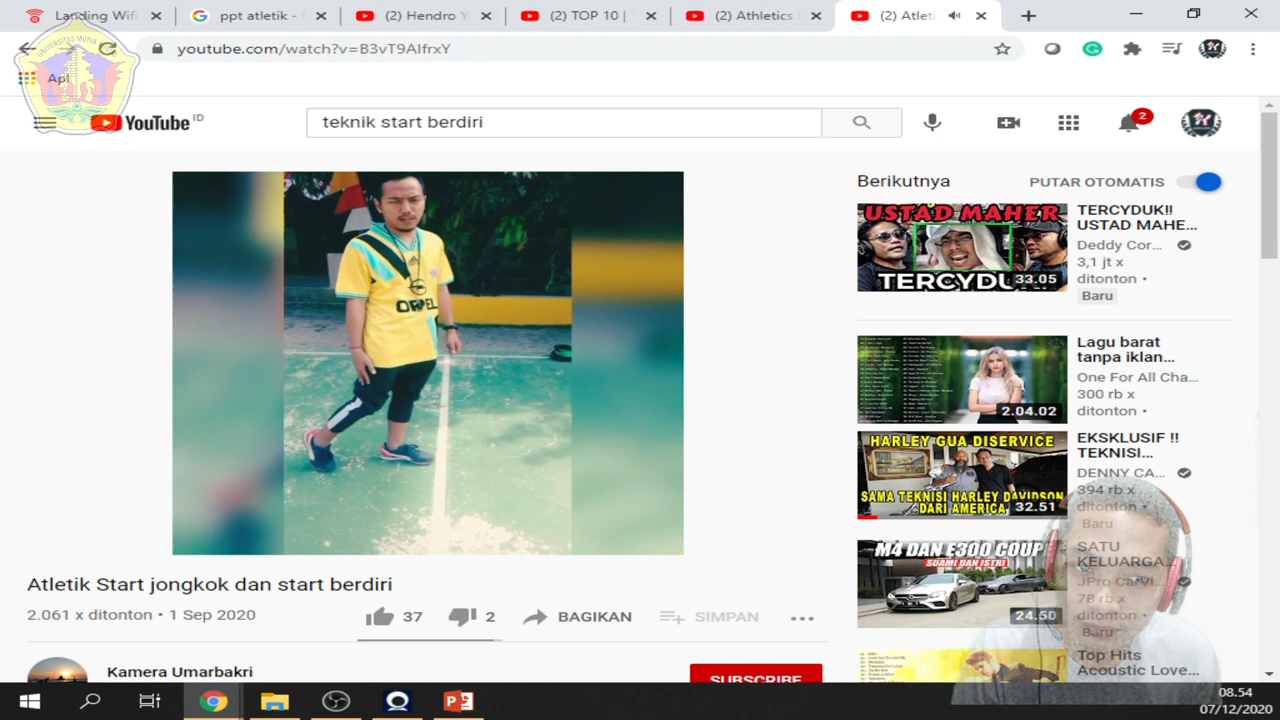 Landing Wifi
ppt atletik -
(2) Hendro Ya
(2) TOP 10 |
(2) Athletics
(2) Atleti
youtube.com/watch?v=B3vT9AIfrxY
UNIVERSITAS
Apl
YouTube ID
teknik start berdiri
2
Berikutnya
PUTAR OTOMATIS
USTAD MAHER
TERCYDU
33.05
TERCYDUK!!
USTAD MAHE...
Deddy Cor...
3,1 jt x
ditonton •
Baru
2.04.02
Lagu barat
tanpa iklan...
One For All Cha...
300 rb x
ditonton •
HARLEY GUA DISERVICE
SAMA TEKNISI HARLEY DAVIDSON
DARI AMERICA,
32.51
EKSKLUSIF !!
TEKNISI...
DENNY CA...
394 rb x
ditonton •
Baru
M4 DAN E300 COUP
SUAMI DAN ISTRI
24.50
SATU
KELUARGA...
JPro CarVi...
78 rb x
ditonton •
Baru
Top Hits
Acoustic Love...
Atletik Start jongkok dan start berdiri
2.061 x ditonton • 1 Sep 2020
37
2
BAGIKAN
SIMPAN
SUBSCRIBE
08.54
07/12/2020